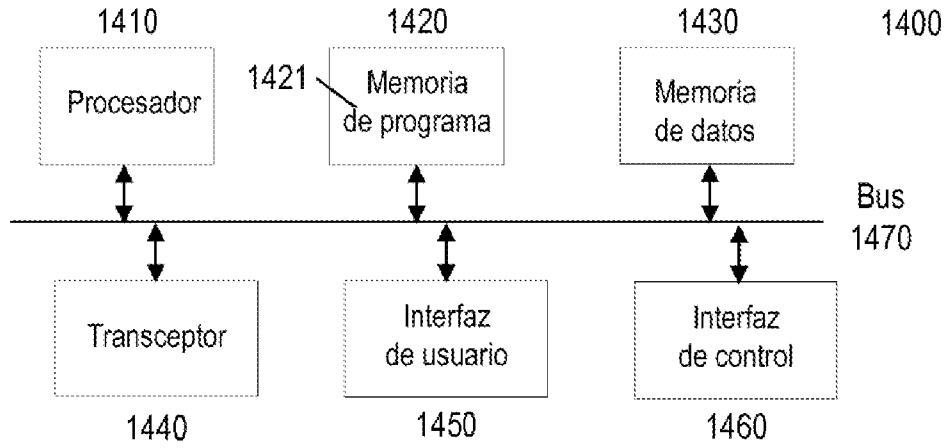 1410
1420
1430
1400
Procesador
1421
Memoria
de programa
Memoria
de datos
Bus
1470
Transceptor
Interfaz
de usuario
Interfaz
de control
1440
1450
1460